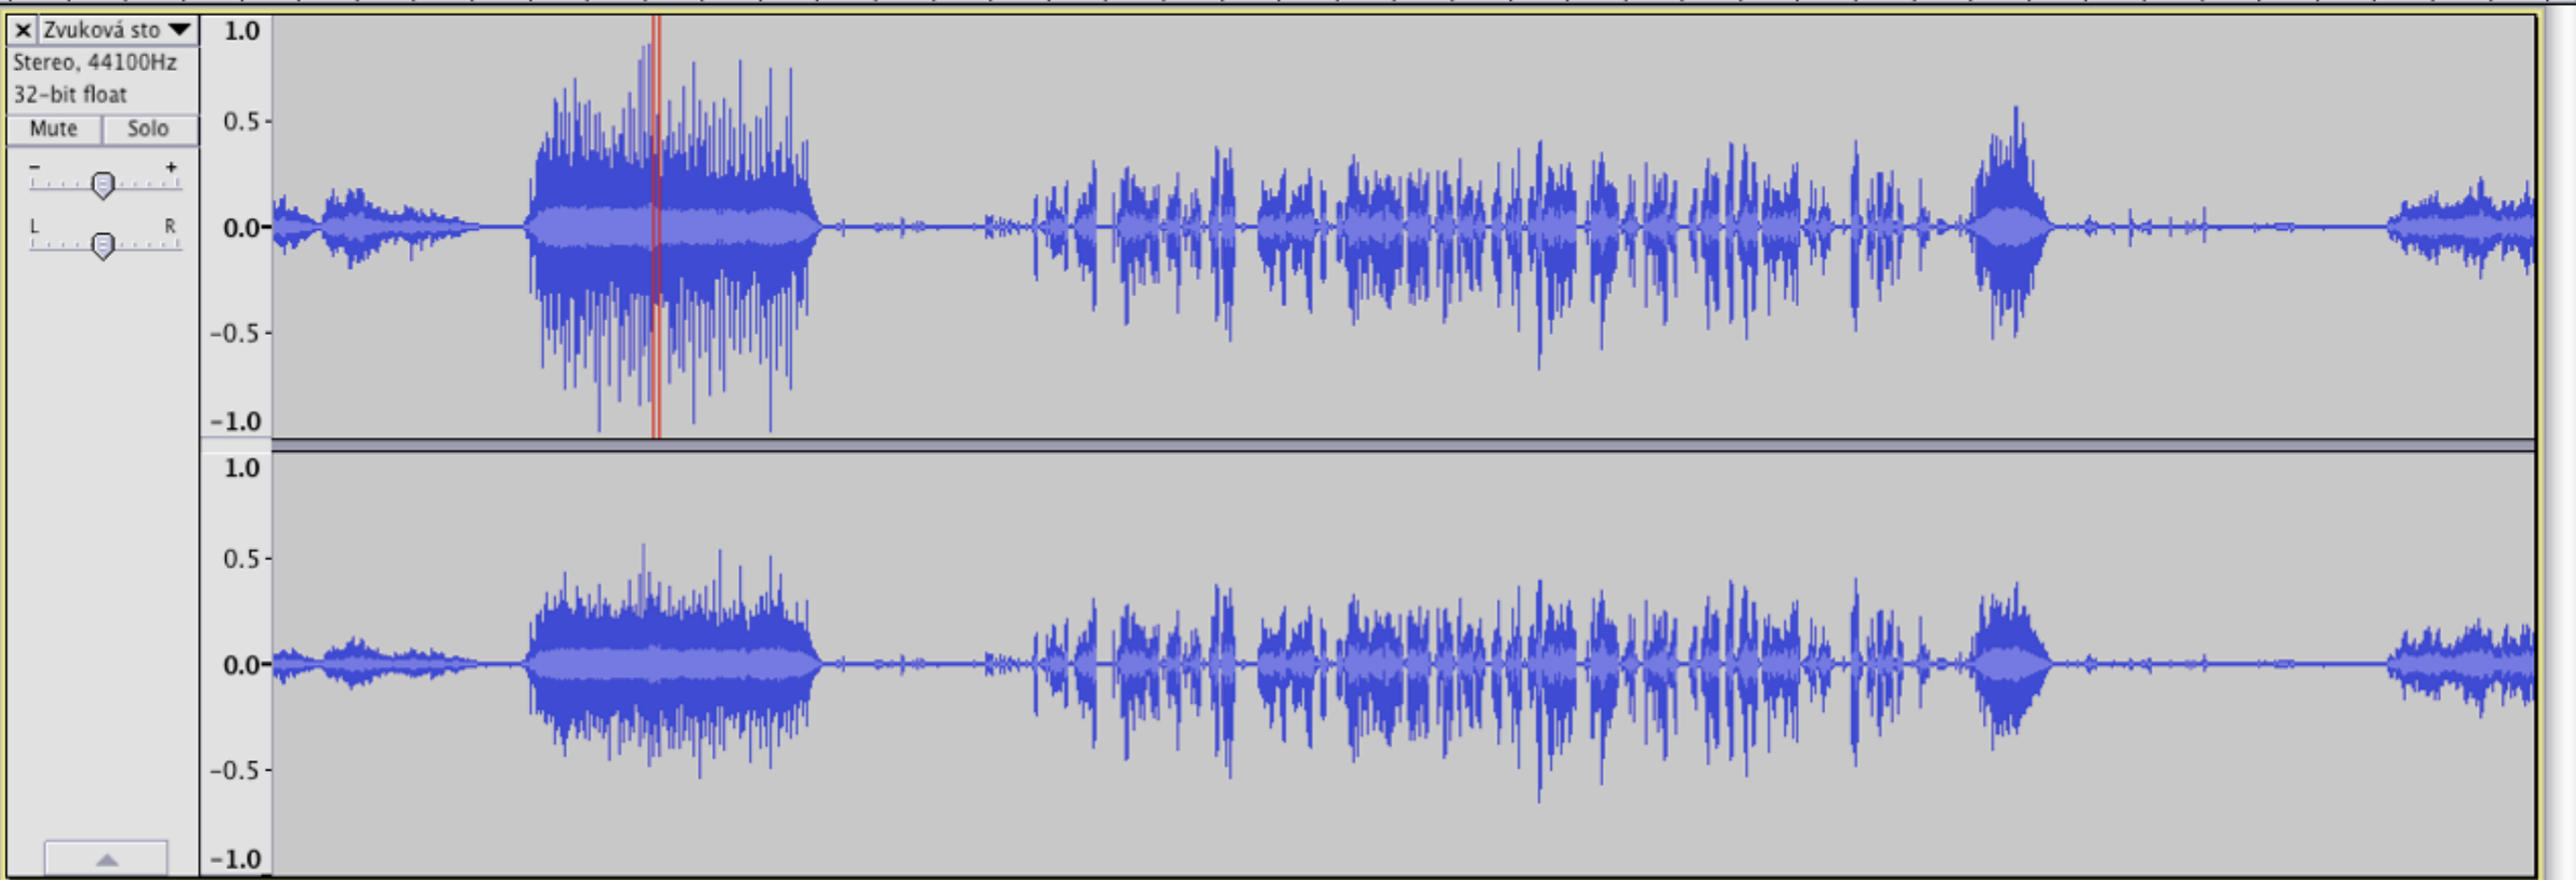 Zvuková sto
Stereo, 44100Hz
32-bit float
Mute Solo
- +
L R
1.0
0.5-
0.0-
-0.5-
-1.0
1.0
0.5-
0.0-
-0.5-
-1.0